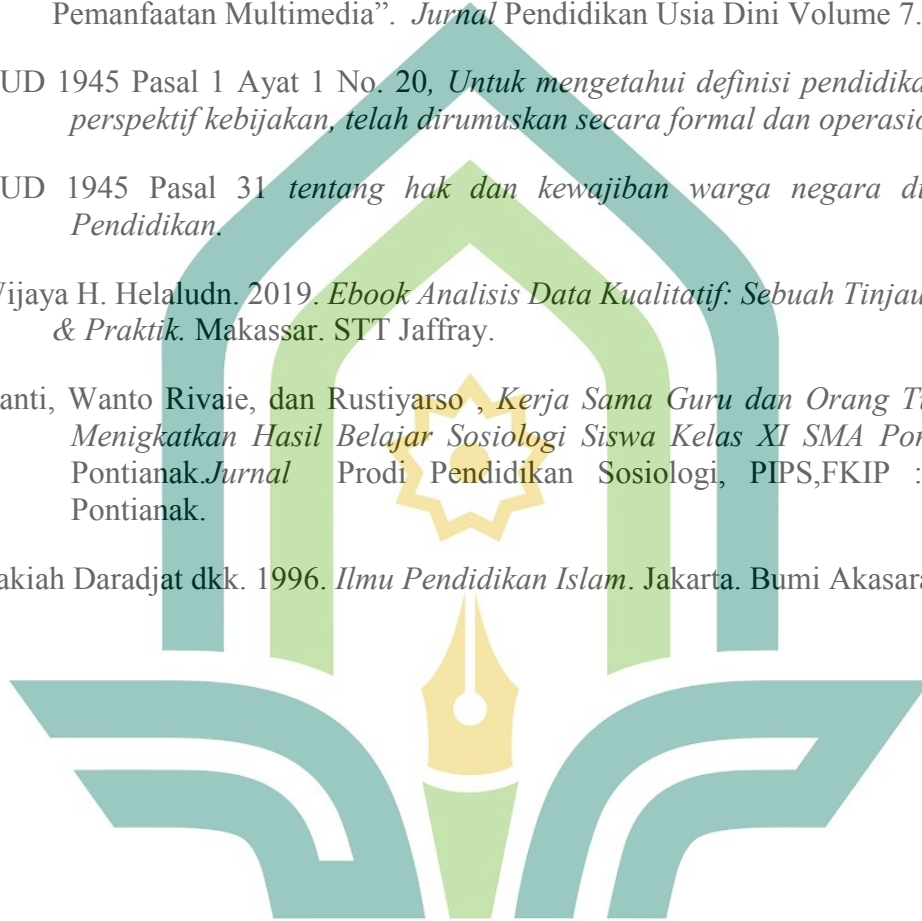 Pemanfaatan Multimedia”. Jurnal Pendidikan Usia Dini Volume 7.
UD 1945 Pasal 1 Ayat 1 No. 20, Untuk mengetahui definisi pendidika
perspektif kebijakan, telah dirumuskan secara formal dan operasio
UD 1945 Pasal 31 tentang hak dan kewajiban warga negara di
Pendidikan.
Vijaya H. Helaludn. 2019. Ebook Analisis Data Kualitatif: Sebuah Tinjau
& Praktik. Makassar. STT Jaffray.
anti, Wanto Rivaie, dan Rustiyarso , Kerja Sama Guru dan Orang T
Menigkatkan Hasil Belajar Sosiologi Siswa Kelas XI SMA Pon
Pontianak.Jurnal Prodi Pendidikan Sosiologi, PIPS,FKIP :
Pontianak.
akiah Daradjat dkk. 1996. Ilmu Pendidikan Islam. Jakarta. Bumi Akasara